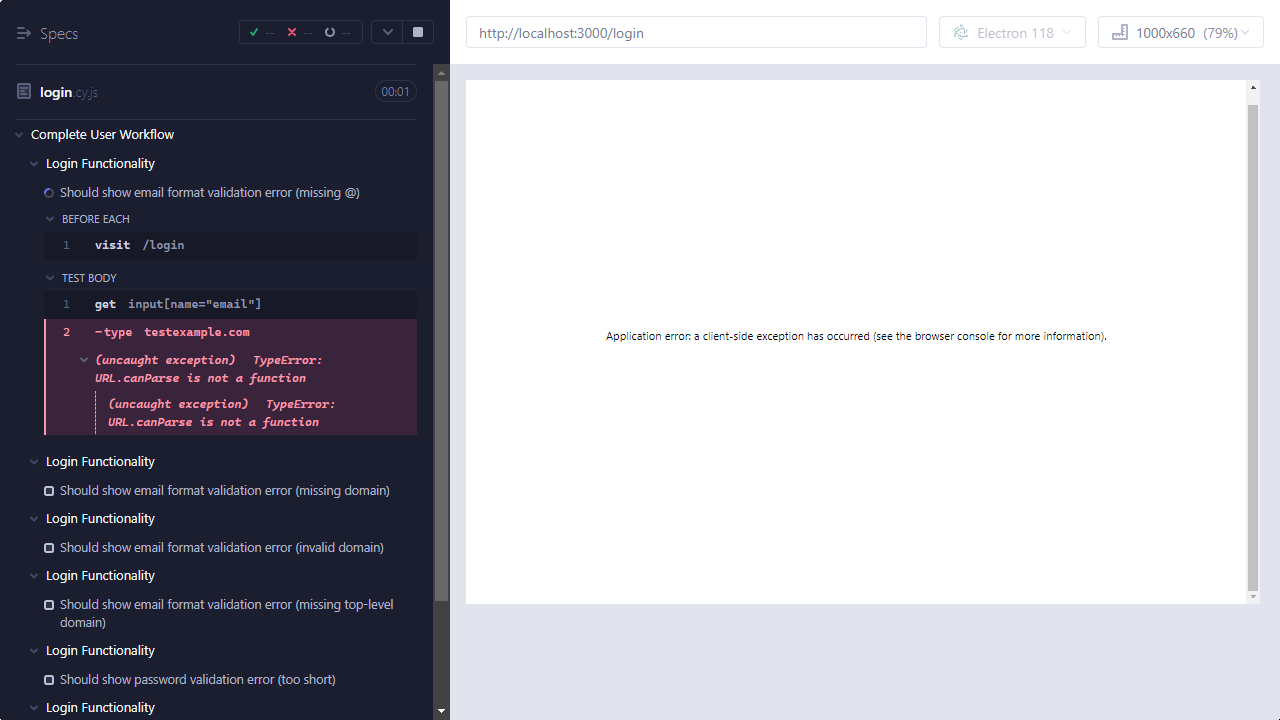 Specs
-- -- --
login.cy.js
00:01
Complete User Workflow
Login Functionality
Should show email format validation error (missing @)
BEFORE EACH
1 visit /login
TEST BODY
1 get input[name="email"]
2 -type testexample.com
(uncaught exception) TypeError:
URL.canParse is not a function
(uncaught exception) TypeError:
URL.canParse is not a function
Login Functionality
Should show email format validation error (missing domain)
Login Functionality
Should show email format validation error (invalid domain)
Login Functionality
Should show email format validation error (missing top-level
domain)
Login Functionality
Should show password validation error (too short)
Login Functionality
http://localhost:3000/login
Electron 118
1000x660 (79%)
Application error: a client-side exception has occurred (see the browser console for more information).